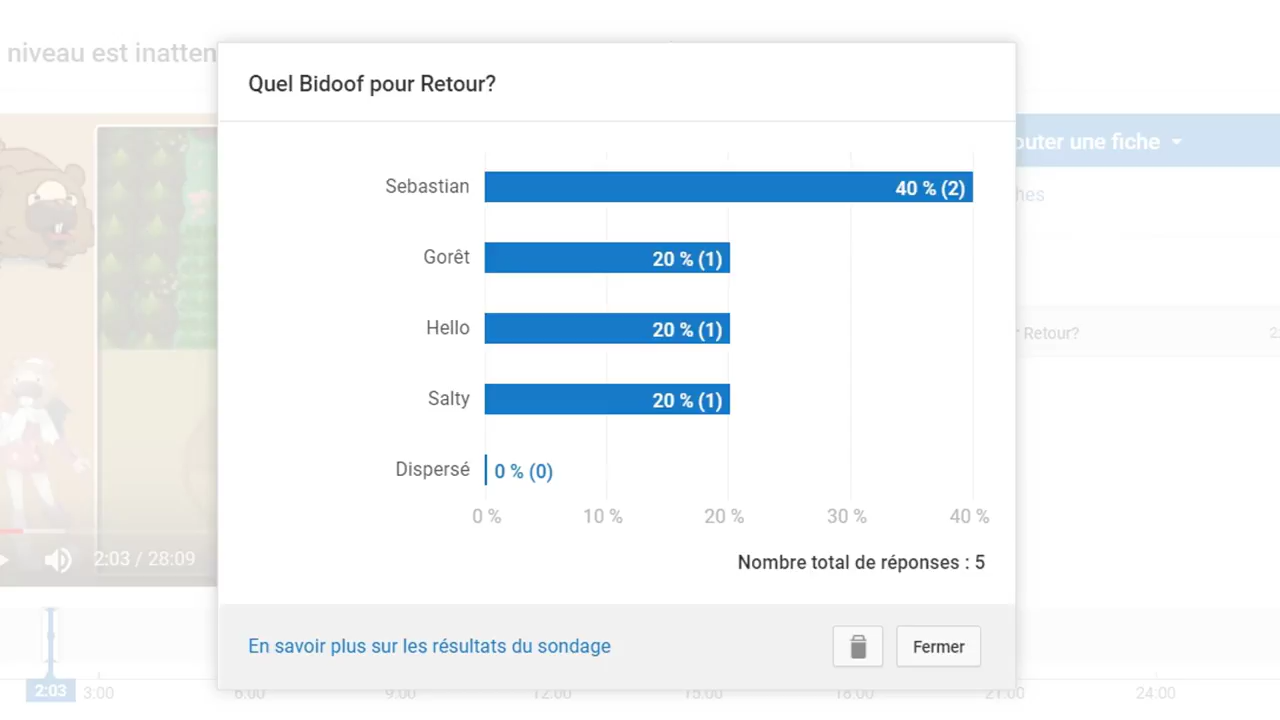 niveau est inatten
Quel Bidoof pour Retour?
outer une fiche
hes
Sebastian 40 % (2)
Gorêt 20 % (1)
Hello 20 % (1)
Salty 20 % (1)
Dispersé 0 % (0)
0 % 10 % 20 % 30 % 40 %
Nombre total de réponses : 5
r Retour?
2:03 / 28:09
En savoir plus sur les résultats du sondage
Fermer
2:03 3:00 6:00 9:00 12:00 15:00 18:00 21:00 24:00